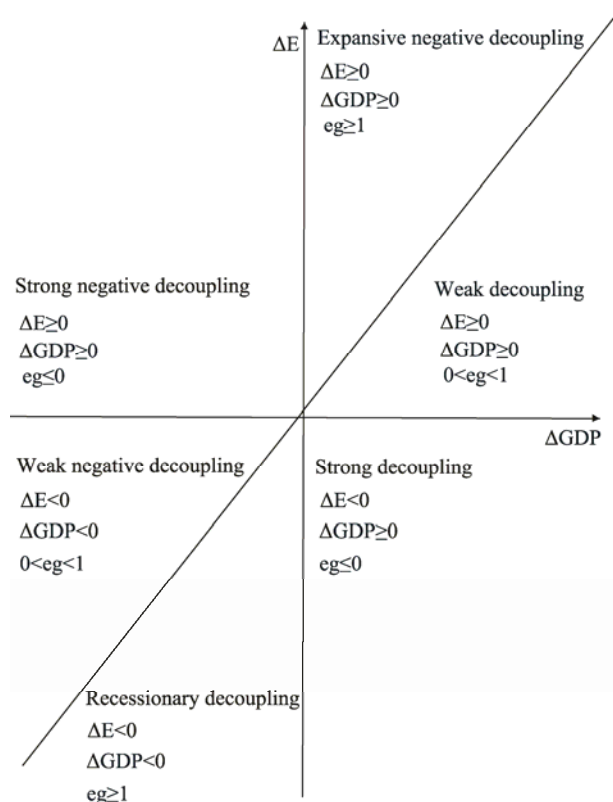 ΔE
Expansive negative decoupling
ΔE≥0
ΔGDP≥0
eg≥1
Strong negative decoupling
ΔE≥0
ΔGDP≥0
eg≤0
Weak decoupling
ΔE≥0
ΔGDP≥0
0<eg<1
ΔGDP
Weak negative decoupling
ΔE<0
ΔGDP<0
0<eg<1
Strong decoupling
ΔE<0
ΔGDP≥0
eg≤0
Recessionary decoupling
ΔE<0
ΔGDP<0
eg≥1